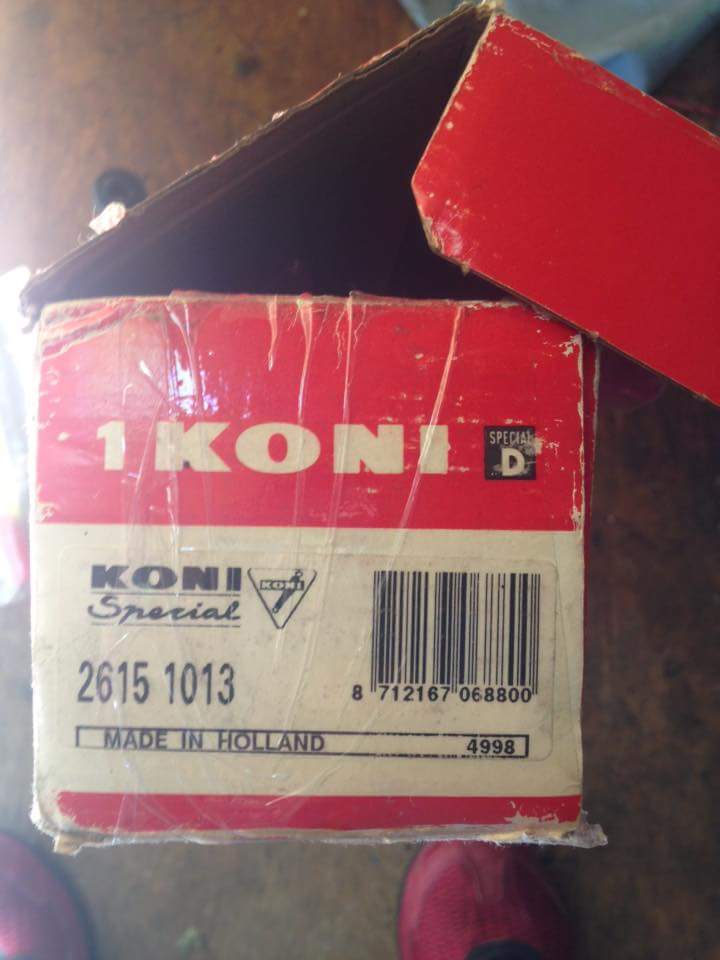 1 KONI SPECIAL D
KONI
Special KONI
2615 1013
8 712167 068800
MADE IN HOLLAND 4998